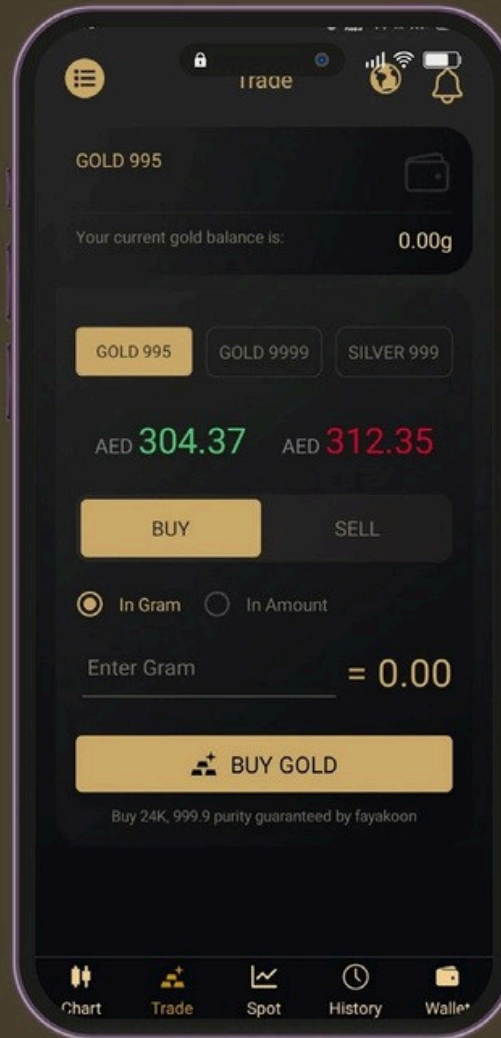 Trade
GOLD 995
Your current gold balance is:
0.00g
GOLD 995
GOLD 9999
SILVER 999
AED 304.37
AED 312.35
BUY
SELL
In Gram
In Amount
Enter Gram
= 0.00
BUY GOLD
Buy 24K, 999.9 purity guaranteed by fayakoon
Chart
Trade
Spot
History
Wallet